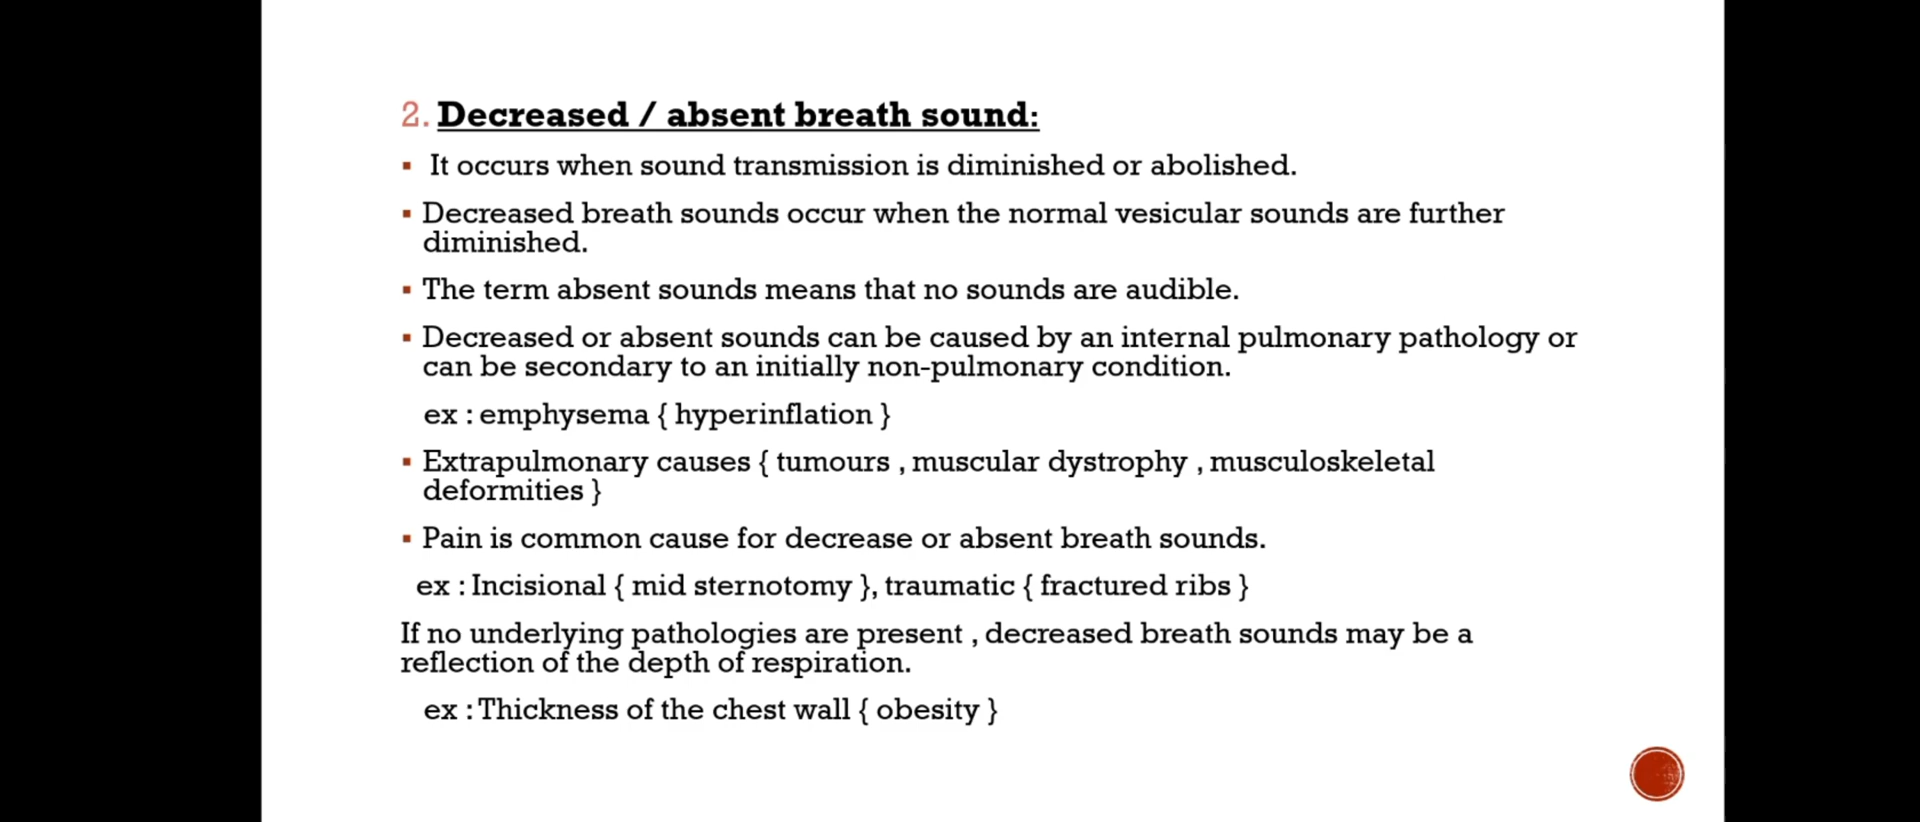 2. Decreased / absent breath sound:
▪ It occurs when sound transmission is diminished or abolished.
▪ Decreased breath sounds occur when the normal vesicular sounds are further
diminished.
▪ The term absent sounds means that no sounds are audible.
▪ Decreased or absent sounds can be caused by an internal pulmonary pathology or
can be secondary to an initially non-pulmonary condition.
ex : emphysema { hyperinflation }
▪ Extrapulmonary causes { tumours , muscular dystrophy , musculoskeletal
deformities }
▪ Pain is common cause for decrease or absent breath sounds.
ex : Incisional { mid sternotomy }, traumatic { fractured ribs }
If no underlying pathologies are present , decreased breath sounds may be a
reflection of the depth of respiration.
ex : Thickness of the chest wall { obesity }